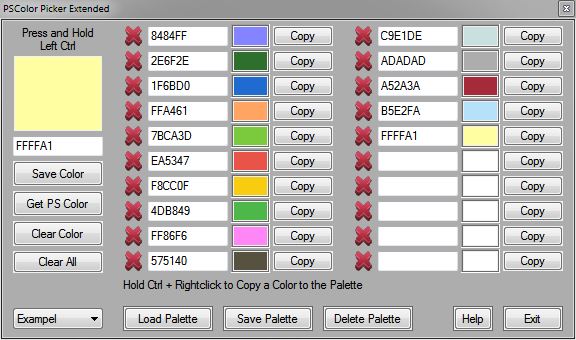 PSColor Picker Extended
Press and Hold
Left Ctrl
FFFFA1
Save Color
Get PS Color
Clear Color
Clear All
Exampel
8484FF Copy
2E6F2E Copy
1F6BD0 Copy
FFA461 Copy
7BCA3D Copy
EA5347 Copy
F8CC0F Copy
4DB849 Copy
FF86F6 Copy
575140 Copy
C9E1DE Copy
ADADAD Copy
A52A3A Copy
B5E2FA Copy
FFFFA1 Copy
Copy
Copy
Copy
Copy
Copy
Hold Ctrl + Rightclick to Copy a Color to the Palette
Load Palette Save Palette Delete Palette Help Exit